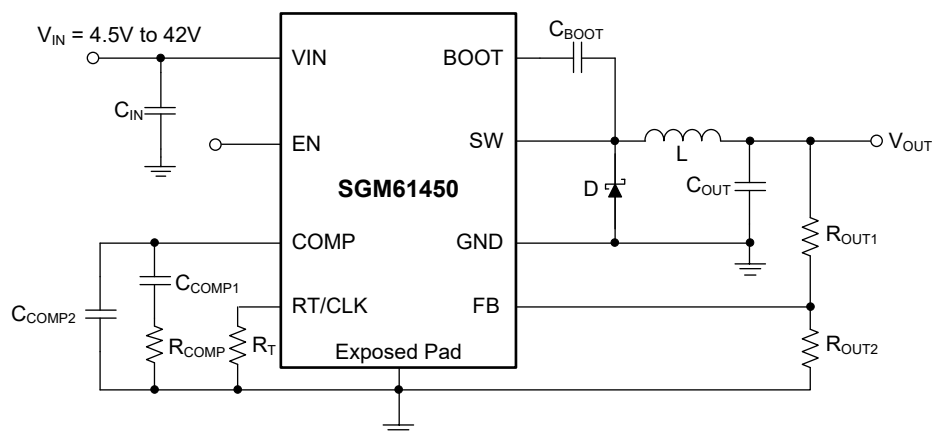 V_IN = 4.5V to 42V
C_IN
VIN
BOOT
C_BOOT
EN
SW
L
V_OUT
SGM61450
D
C_OUT
COMP
GND
R_OUT1
C_COMP1
C_COMP2
RT/CLK
FB
R_COMP
R_T
R_OUT2
Exposed Pad